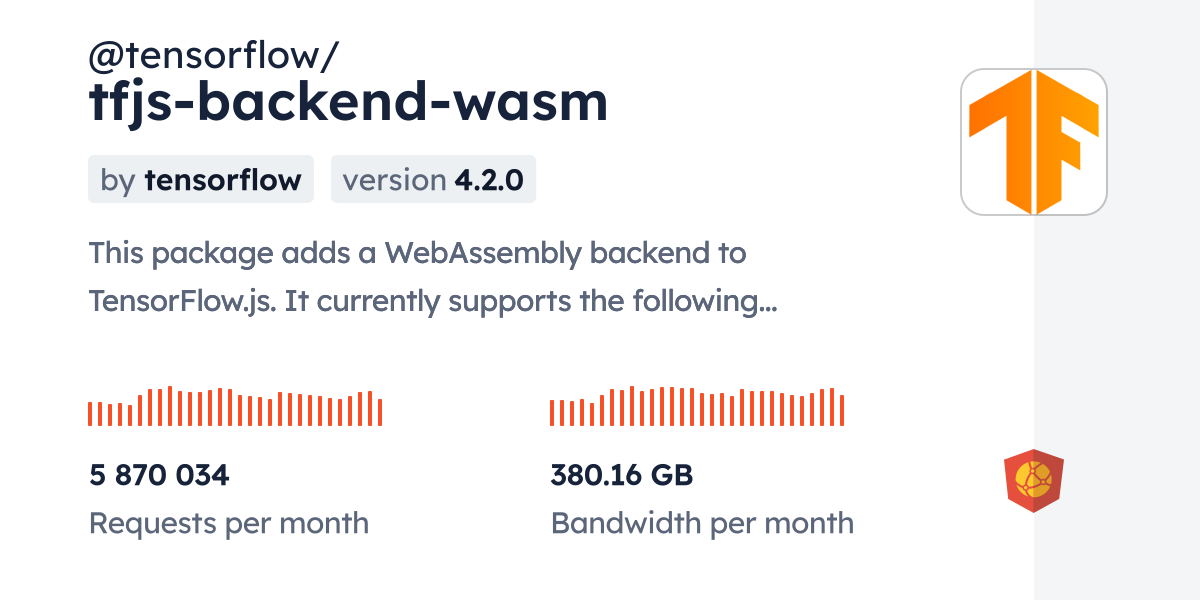 @tensorflow/
tfjs-backend-wasm
by tensorflow version 4.2.0
This package adds a WebAssembly backend to
TensorFlow.js. It currently supports the following...
5 870 034 380.16 GB
Requests per month Bandwidth per month